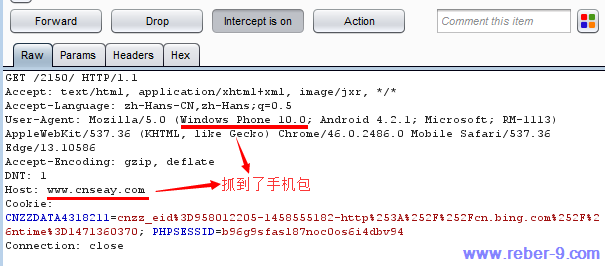 Forward Drop Intercept is on Action Comment this item
Raw Params Headers Hex
GET /2150/ HTTP/1.1
Accept: text/html, application/xhtml+xml, image/jxr, */*
Accept-Language: zh-Hans-CN,zh-Hans;q=0.5
User-Agent: Mozilla/5.0 (Windows Phone 10.0; Android 4.2.1; Microsoft; RM-1113)
AppleWebKit/537.36 (KHTML, like Gecko) Chrome/46.0.2486.0 Mobile Safari/537.36
Edge/13.10586
Accept-Encoding: gzip, deflate
DNT: 1
抓到了手机包
Host: www.cnseay.com
Cookie:
CNZZDATA4318211=cnzz_eid%3D958012205-1458555182-http%253A%252F%252Fcn.bing.com%252F%2
6ntime%3D1471360370; PHPSESSID=b96g9sfas187noc0os6i4dbv94
Connection: close
www.reber-9.com